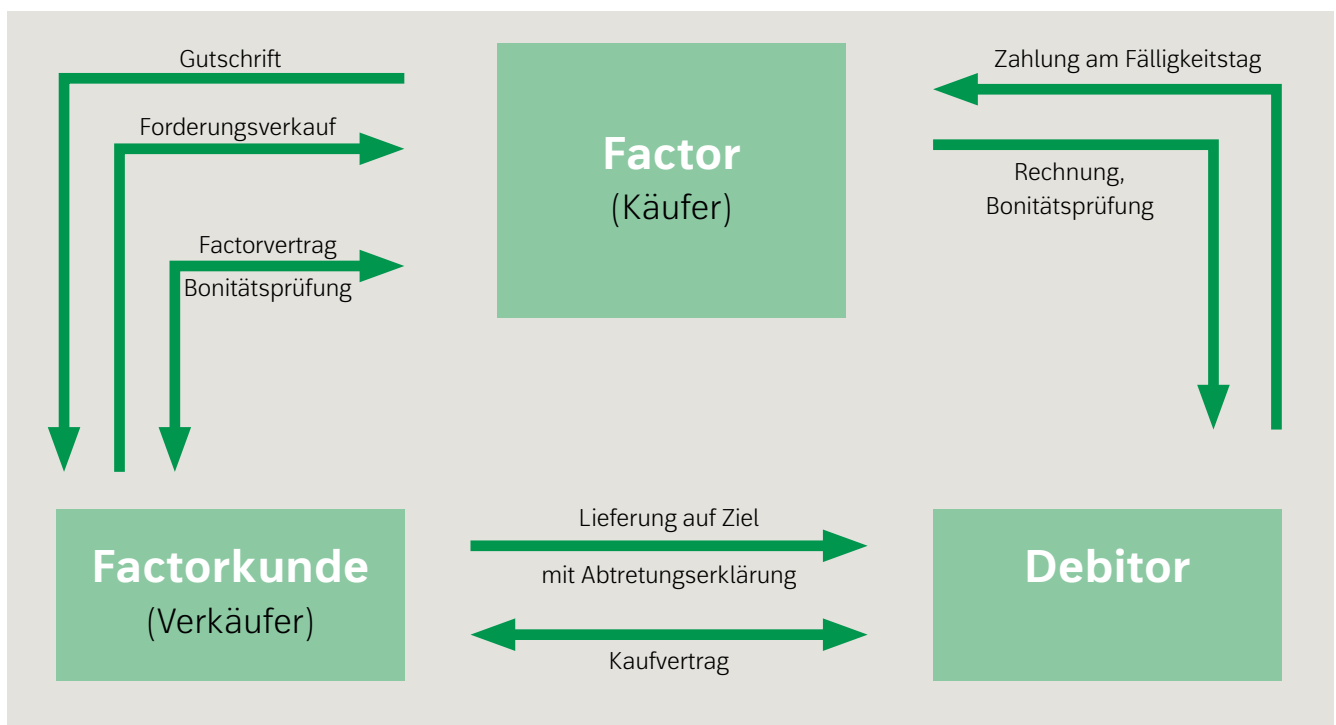 Gutschrift
Zahlung am Fälligkeitstag
Forderungsverkauf
Factor
(Käufer)
Rechnung,
Bonitätsprüfung
Factorvertrag
Bonitätsprüfung
Factorkunde
(Verkäufer)
Lieferung auf Ziel
mit Abtretungserklärung
Kaufvertrag
Debitor